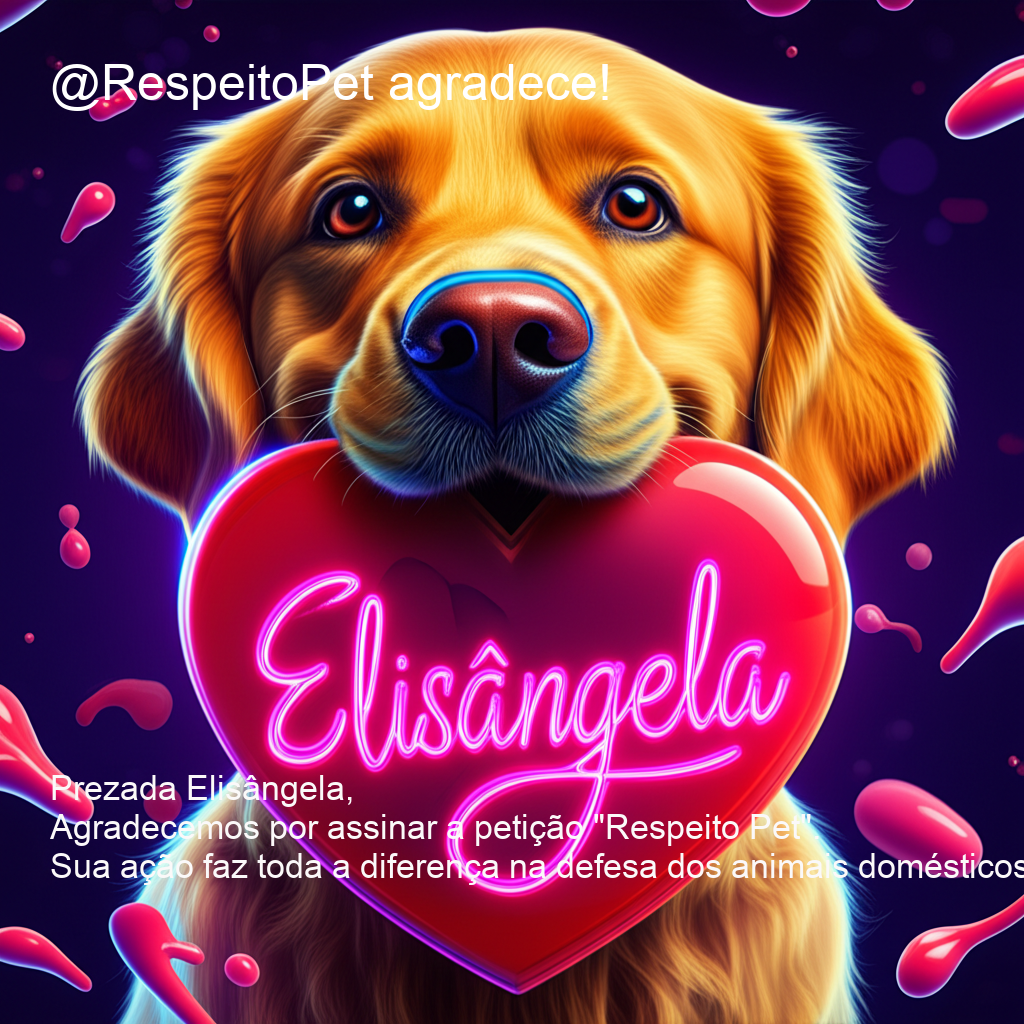 @RespeitoPet agradece!
Elisângela
Prezada Elisângela,
Agradecemos por assinar a petição "Respeito Pet".
Sua ação faz toda a diferença na defesa dos animais domésticos